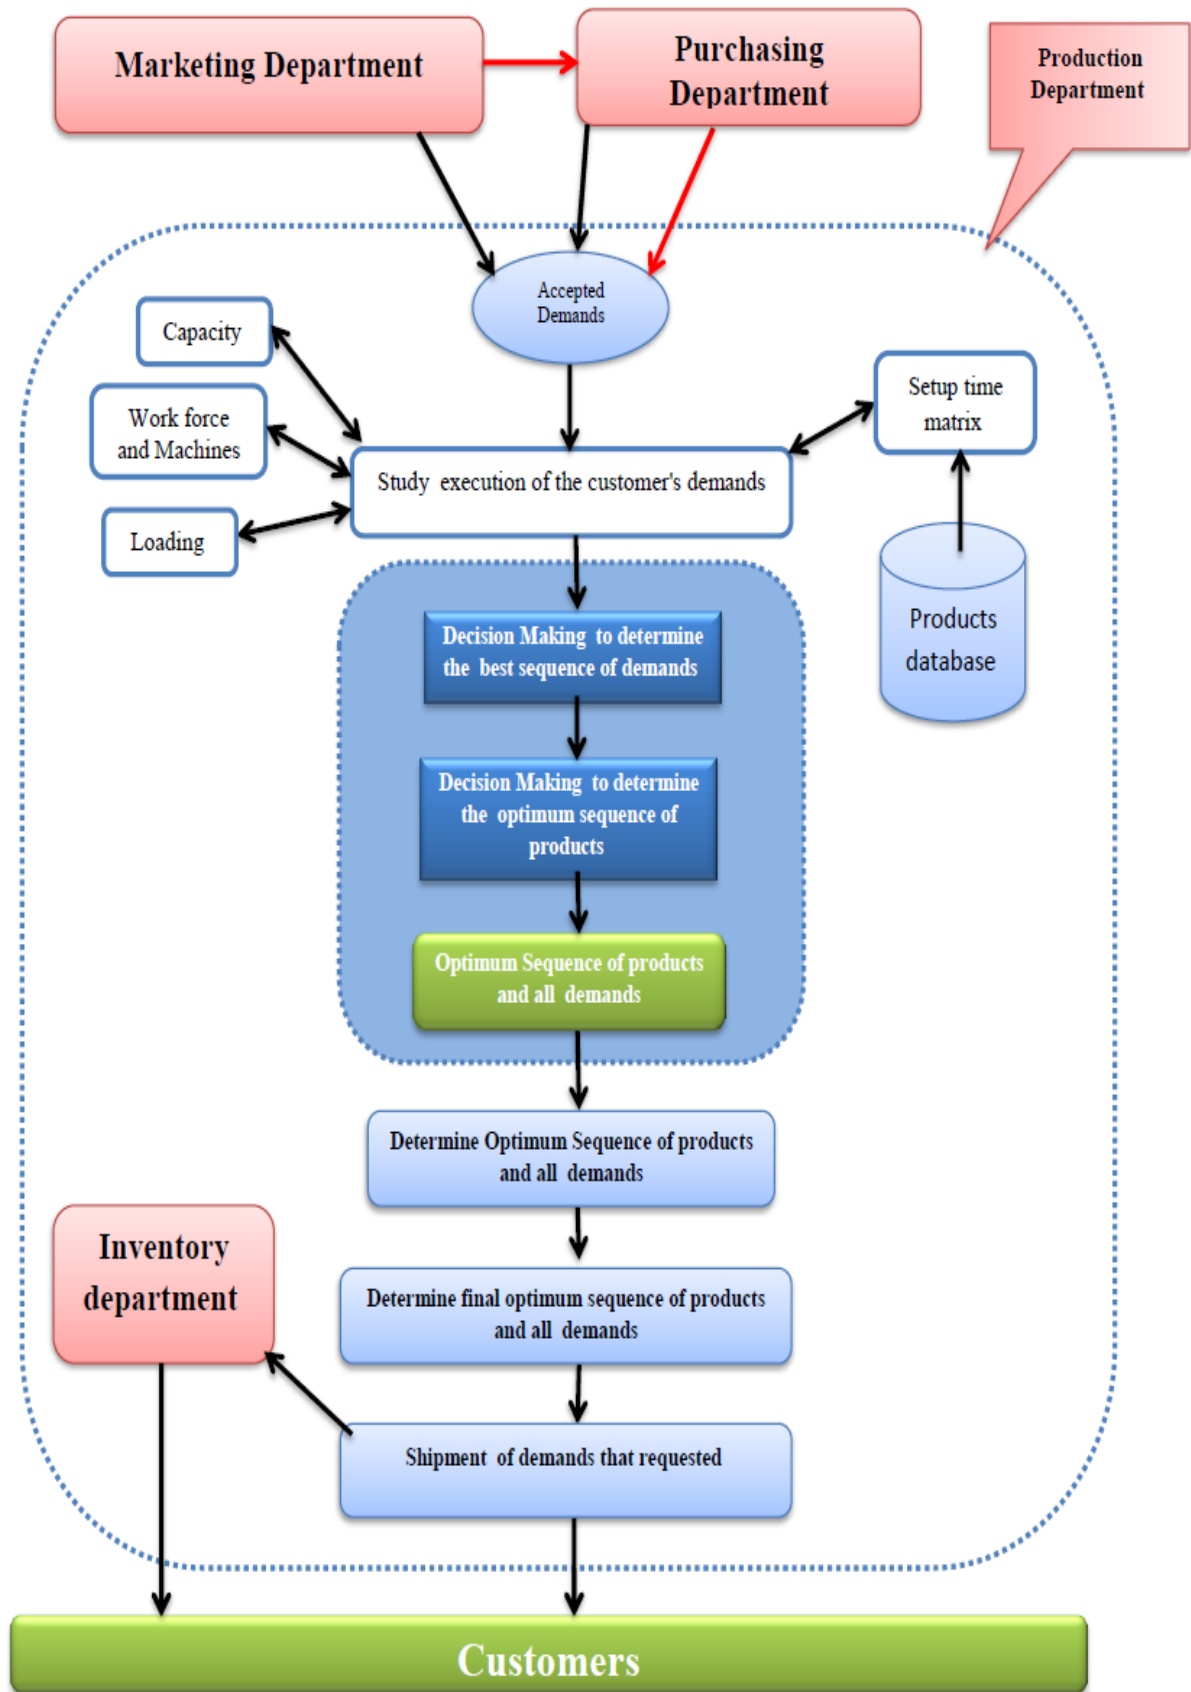 Marketing Department
Purchasing
Department
Production
Department
Accepted
Demands
Capacity
Work force
and Machines
Loading
Setup time
matrix
Study execution of the customer's demands
Products
database
Decision Making to determine
the best sequence of demands
Decision Making to determine
the optimum sequence of
products
Optimum Sequence of products
and all demands
Determine Optimum Sequence of products
and all demands
Inventory
department
Determine final optimum sequence of products
and all demands
Shipment of demands that requested
Customers